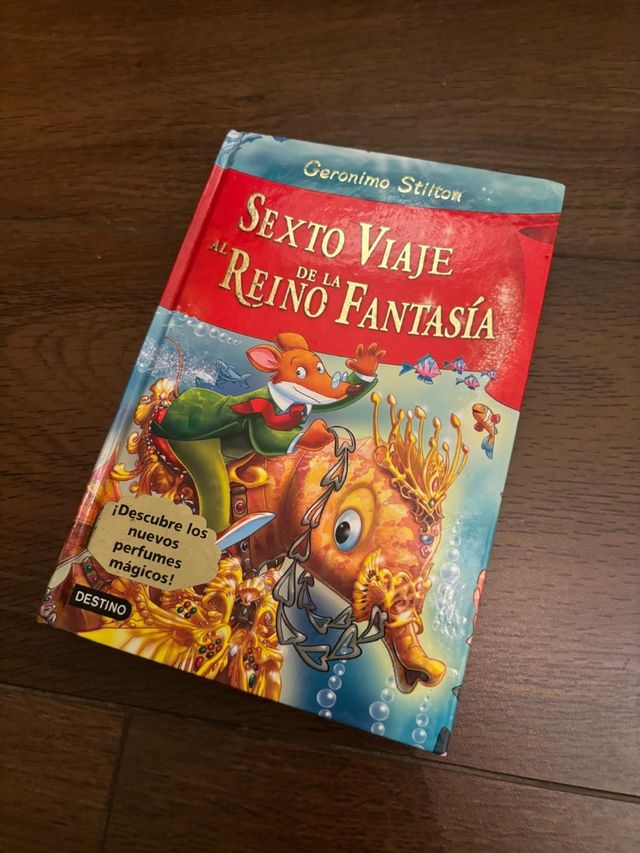 Geronimo Stilton
SEXTO VIAJE
AL REINO DE LA FANTASÍA
¡Descubre los
nuevos
perfumes
mágicos!
DESTINO